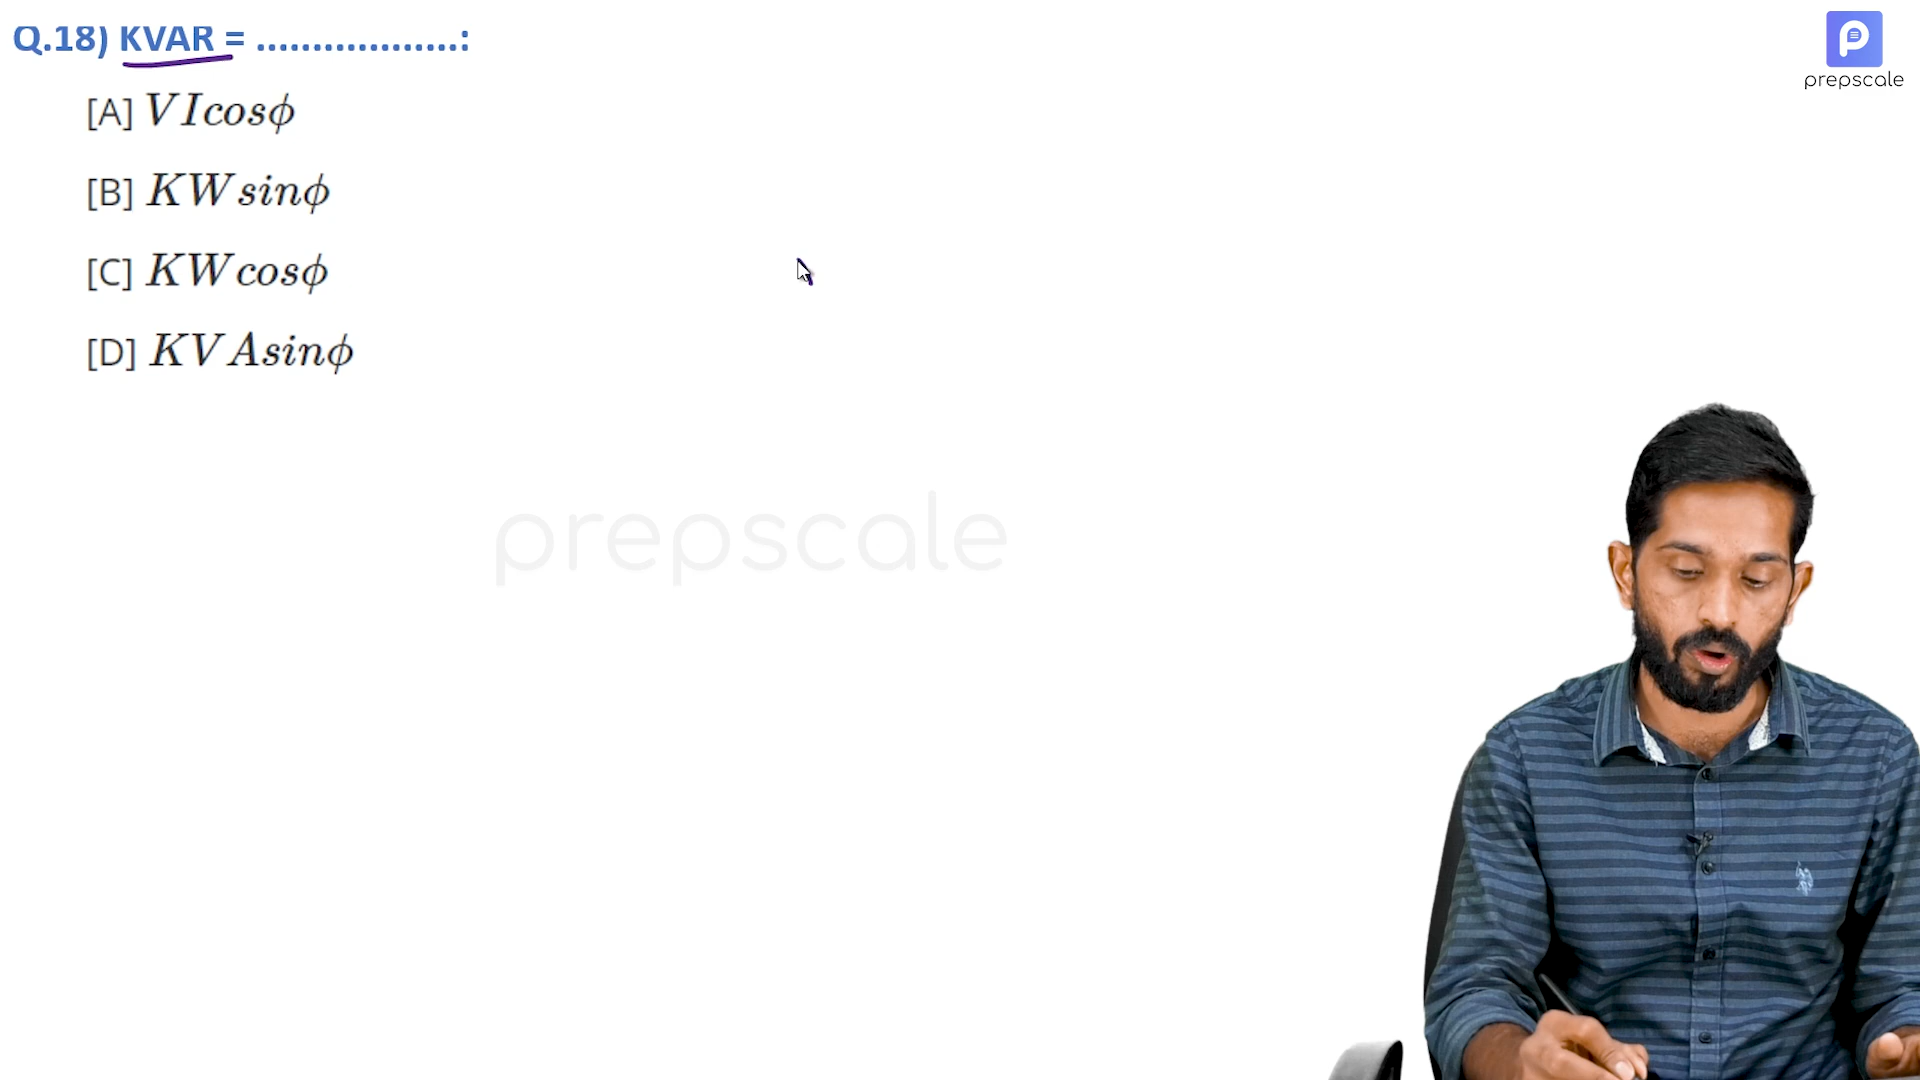 Q.18) KVAR = ..................:
prepscale
[A] VIcosϕ
[B] KWsinϕ
[C] KWcosϕ
[D] KVAsinϕ
prepscale